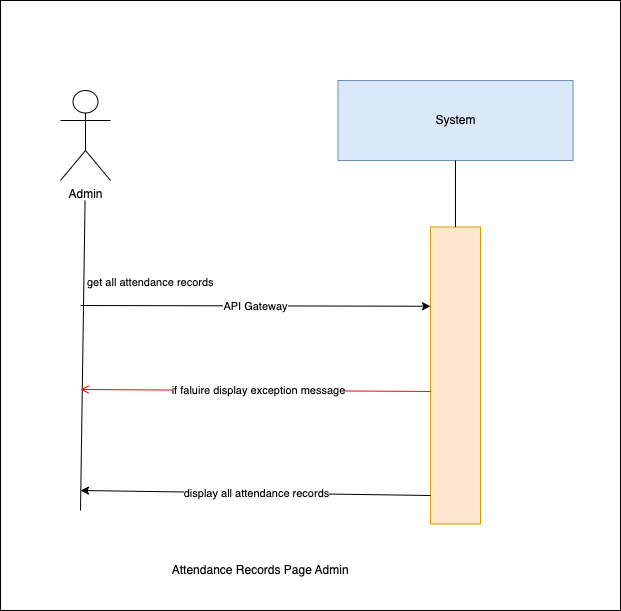 System
Admin
get all attendance records
API Gateway
if faluire display exception message
display all attendance records
Attendance Records Page Admin